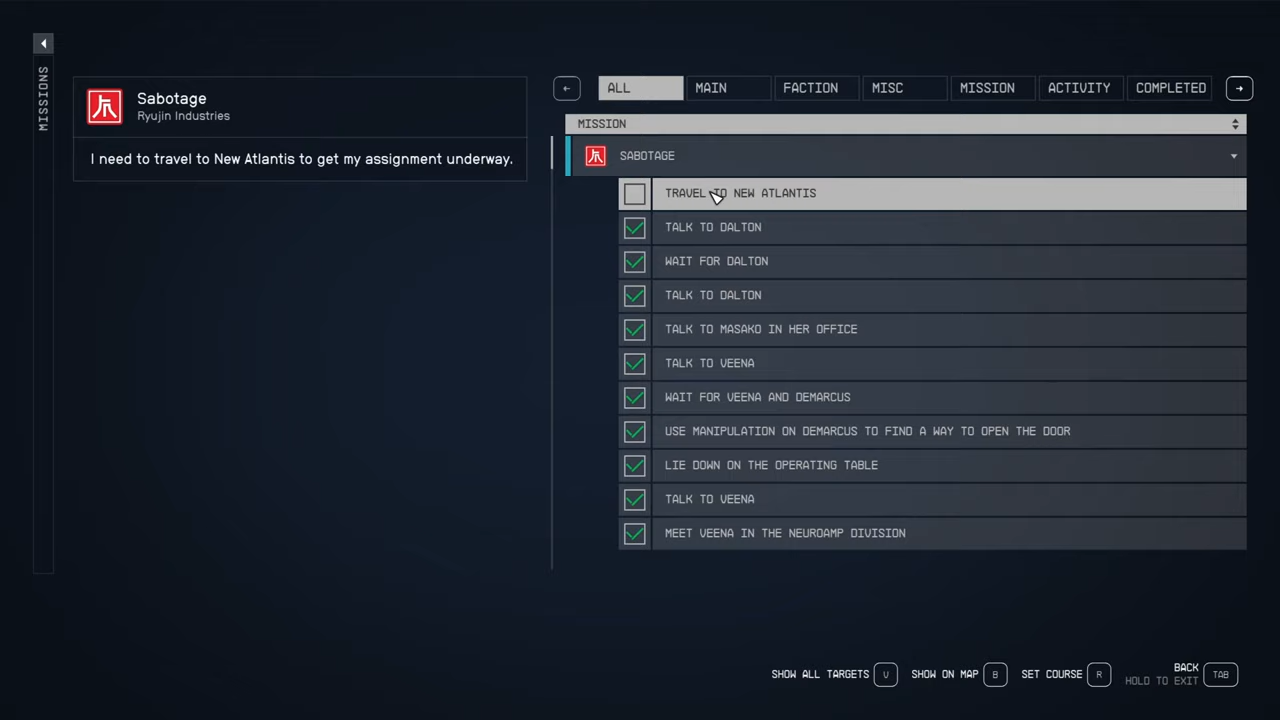 MISSIONS
Sabotage
Ryujin Industries
I need to travel to New Atlantis to get my assignment underway.
ALL
MAIN
FACTION
MISC
MISSION
ACTIVITY
COMPLETED
MISSION
SABOTAGE
TRAVEL TO NEW ATLANTIS
TALK TO DALTON
WAIT FOR DALTON
TALK TO DALTON
TALK TO MASAKO IN HER OFFICE
TALK TO VEENA
WAIT FOR VEENA AND DEMARCUS
USE MANIPULATION ON DEMARCUS TO FIND A WAY TO OPEN THE DOOR
LIE DOWN ON THE OPERATING TABLE
TALK TO VEENA
MEET VEENA IN THE NEUROAMP DIVISION
SHOW ALL TARGETS V
SHOW ON MAP B
SET COURSE R
BACK
HOLD TO EXIT TAB